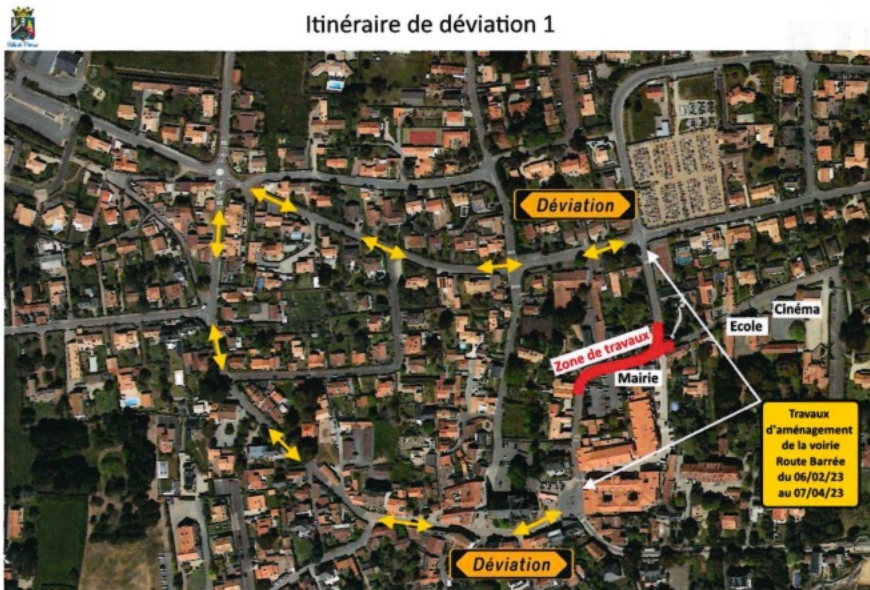 Itinéraire de déviation 1
Déviation
Cinéma
Ecole
Zone de travaux
Mairie
Travaux
d'aménagement
de la voirie
Route Barrée
du 06/02/23
au 07/04/23
Déviation